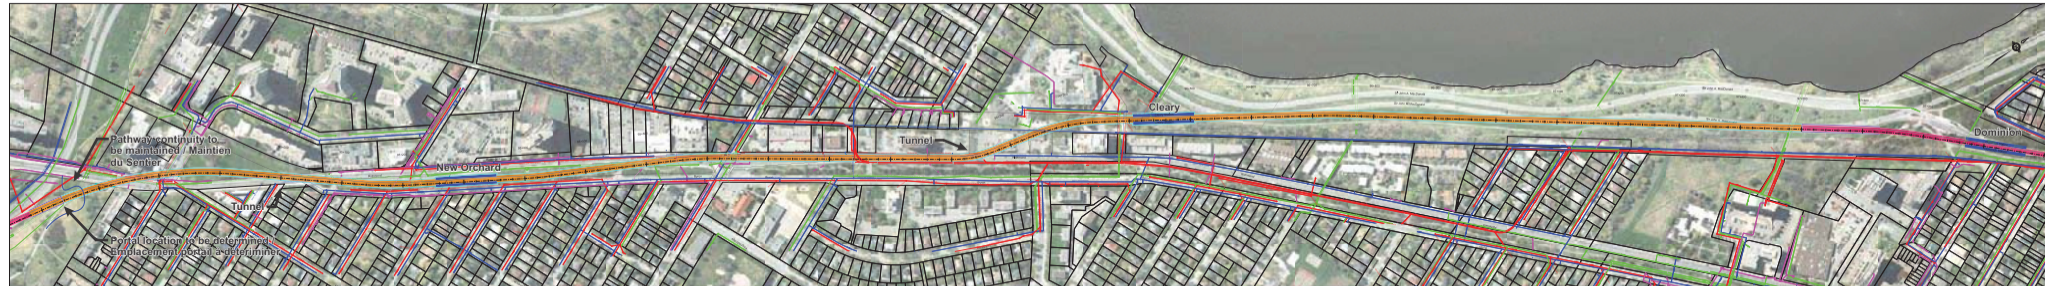 Cleary
Dominion
Pathway continuity to
be maintained / Maintien
du Sentier
Tunnel
New Orchard
Tunnel
Portal location to be determined /
Emplacement portail à déterminer